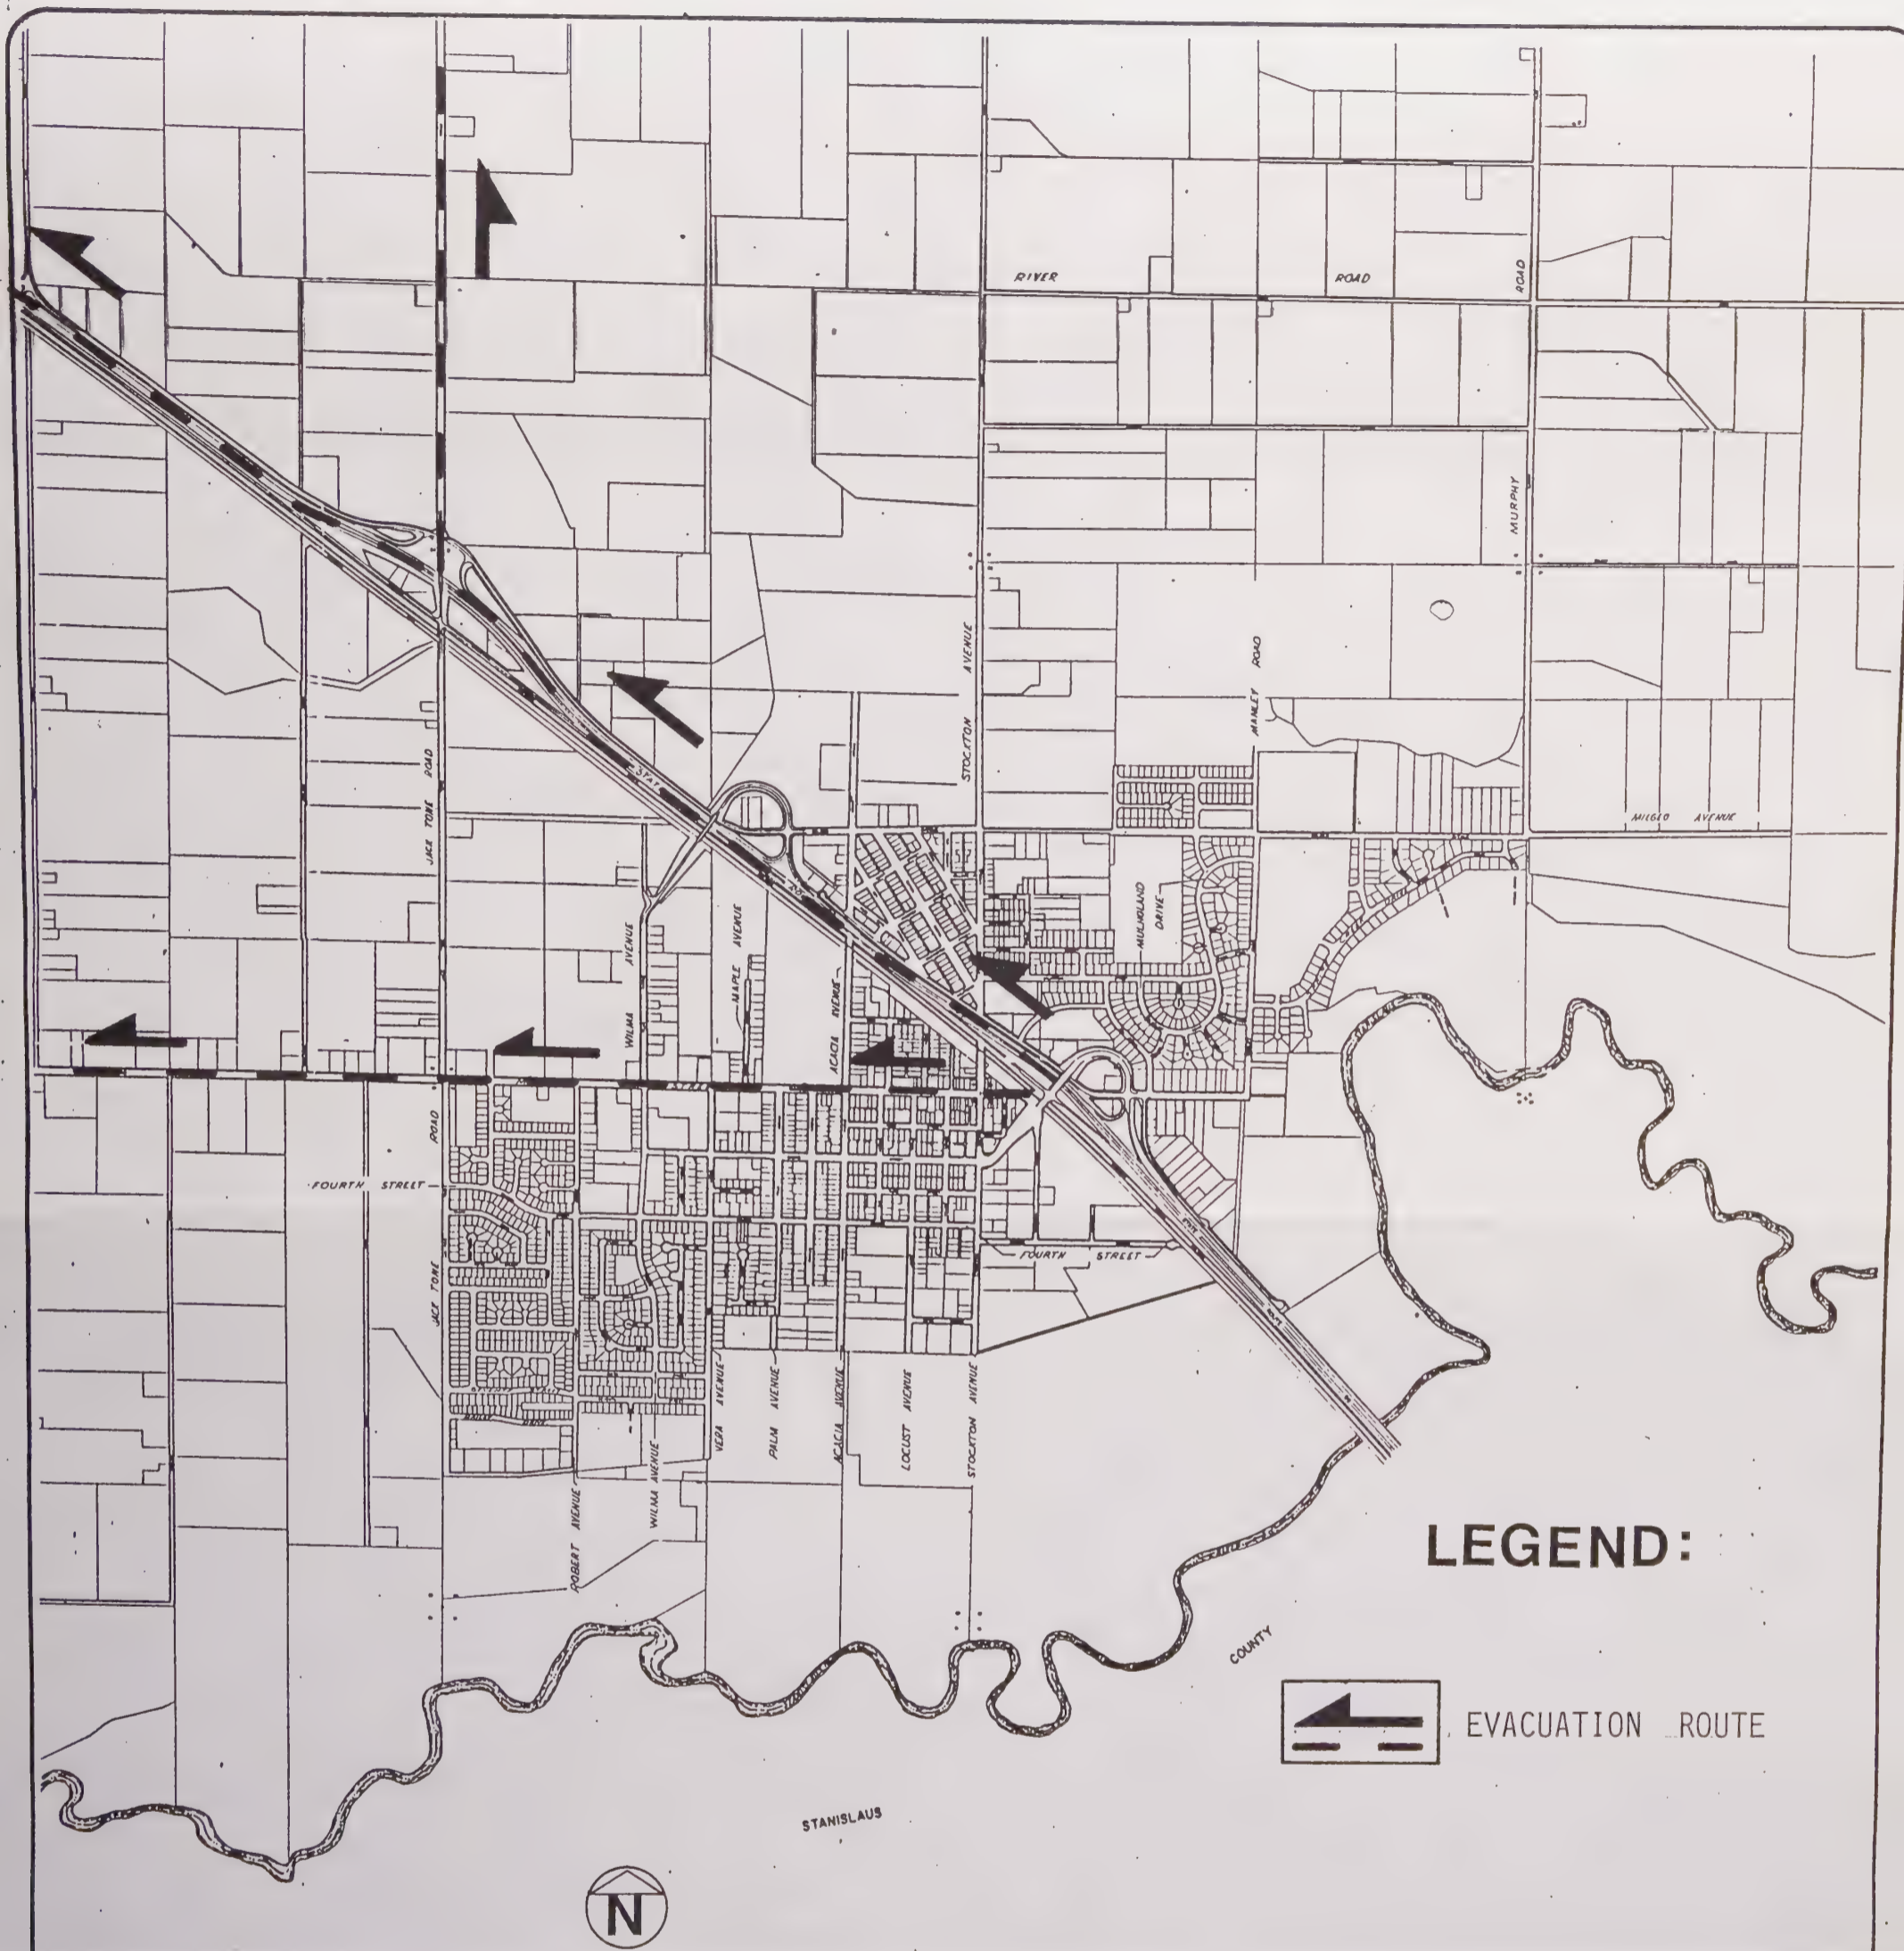 RIVER ROAD
ROAD
MURPHY
STOCKTON AVENUE
MANLEY ROAD
JACK TONE ROAD
MILGEO AVENUE
MULHOLAND
DRIVE
WILMA AVENUE
MAPLE AVENUE
ACACIA AVENUE
FOURTH STREET
JACK TONE ROAD
FOURTH STREET
VERA AVENUE
PALM AVENUE
ACACIA AVENUE
LOCUST AVENUE
STOCKTON AVENUE
ROBERT AVENUE
WILMA AVENUE
LEGEND:
EVACUATION ROUTE
COUNTY
STANISLAUS
N